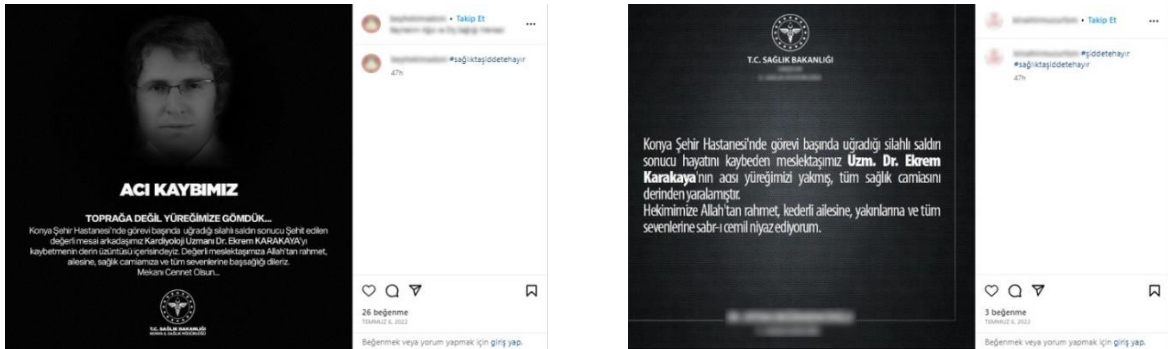 • Takip Et
...
#sağlıktaşiddetehayır
47h
ACI KAYBIMIZ
TOPRAĞA DEĞİL YÜREĞİMİZE GÖMDÜK...
Konya Şehir Hastanesi'nde görevi başında uğradığı silahlı saldırı sonucu Şehit edilen
değerli mesai arkadaşımız Kardiyoloji Uzmanı Dr. Ekrem KARAKAYA'yı
kaybetmenin derin üzüntüsü içerisindeyiz. Değerli meslektaşımıza Allah'tan rahmet,
ailesine, sağlık camiamıza ve tüm sevenlerine başsağlığı dileriz.
Mekanı Cennet Olsun...
T.C. SAĞLIK BAKANLIĞI
KONYA İL SAĞLIK MÜDÜRLÜĞÜ
26 beğenme
TEMMUZ 6, 2022
Beğenmek veya yorum yapmak için giriş yap.
T.C. SAĞLIK BAKANLIĞI
Konya Şehir Hastanesi'nde görevi başında uğradığı silahlı saldırı
sonucu hayatını kaybeden meslektaşımız Uzm. Dr. Ekrem
Karakaya'nın acısı yüreğimizi yakmış, tüm sağlık camiasını
derinden yaralamıştır.
Hekimimize Allah'tan rahmet, kederli ailesine, yakınlarına ve tüm
sevenlerine sabr-ı cemil niyaz ediyorum.
• Takip Et
...
#şiddetehayır
#sağlıktaşiddetehayır
47h
3 beğenme
TEMMUZ 6, 2022
Beğenmek veya yorum yapmak için giriş yap.